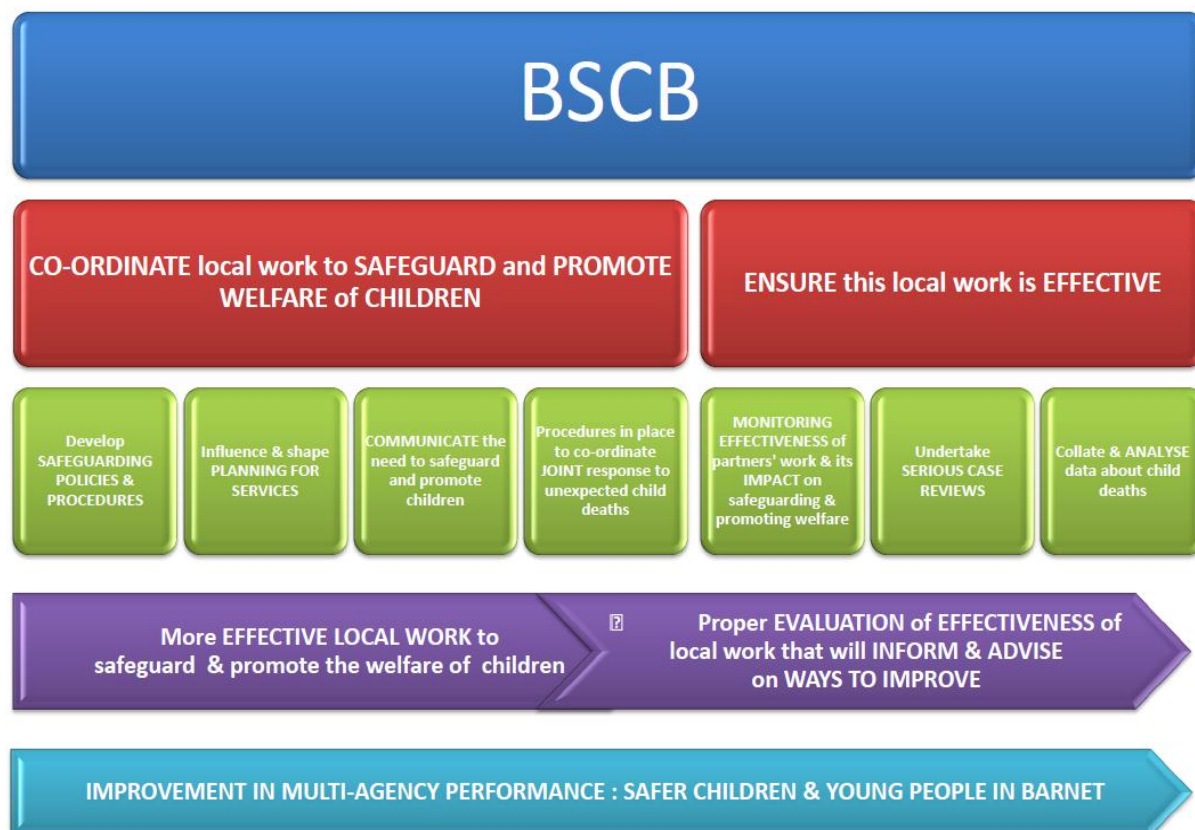 BSCB
CO-ORDINATE local work to SAFEGUARD and PROMOTE
WELFARE of CHILDREN
ENSURE this local work is EFFECTIVE
Develop
SAFEGUARDING
POLICIES &
PROCEDURES
Influence & shape
PLANNING FOR
SERVICES
COMMUNICATE the
need to safeguard
and promote
children
Procedures in place
to co-ordinate
JOINT response to
unexpected child
deaths
MONITORING
EFFECTIVENESS of
partners' work & its
IMPACT on
safeguarding &
promoting welfare
Undertake
SERIOUS CASE
REVIEWS
Collate & ANALYSE
data about child
deaths
More EFFECTIVE LOCAL WORK to
safeguard & promote the welfare of children
Proper EVALUATION of EFFECTIVENESS of
local work that will INFORM & ADVISE
on WAYS TO IMPROVE
IMPROVEMENT IN MULTI-AGENCY PERFORMANCE : SAFER CHILDREN & YOUNG PEOPLE IN BARNET